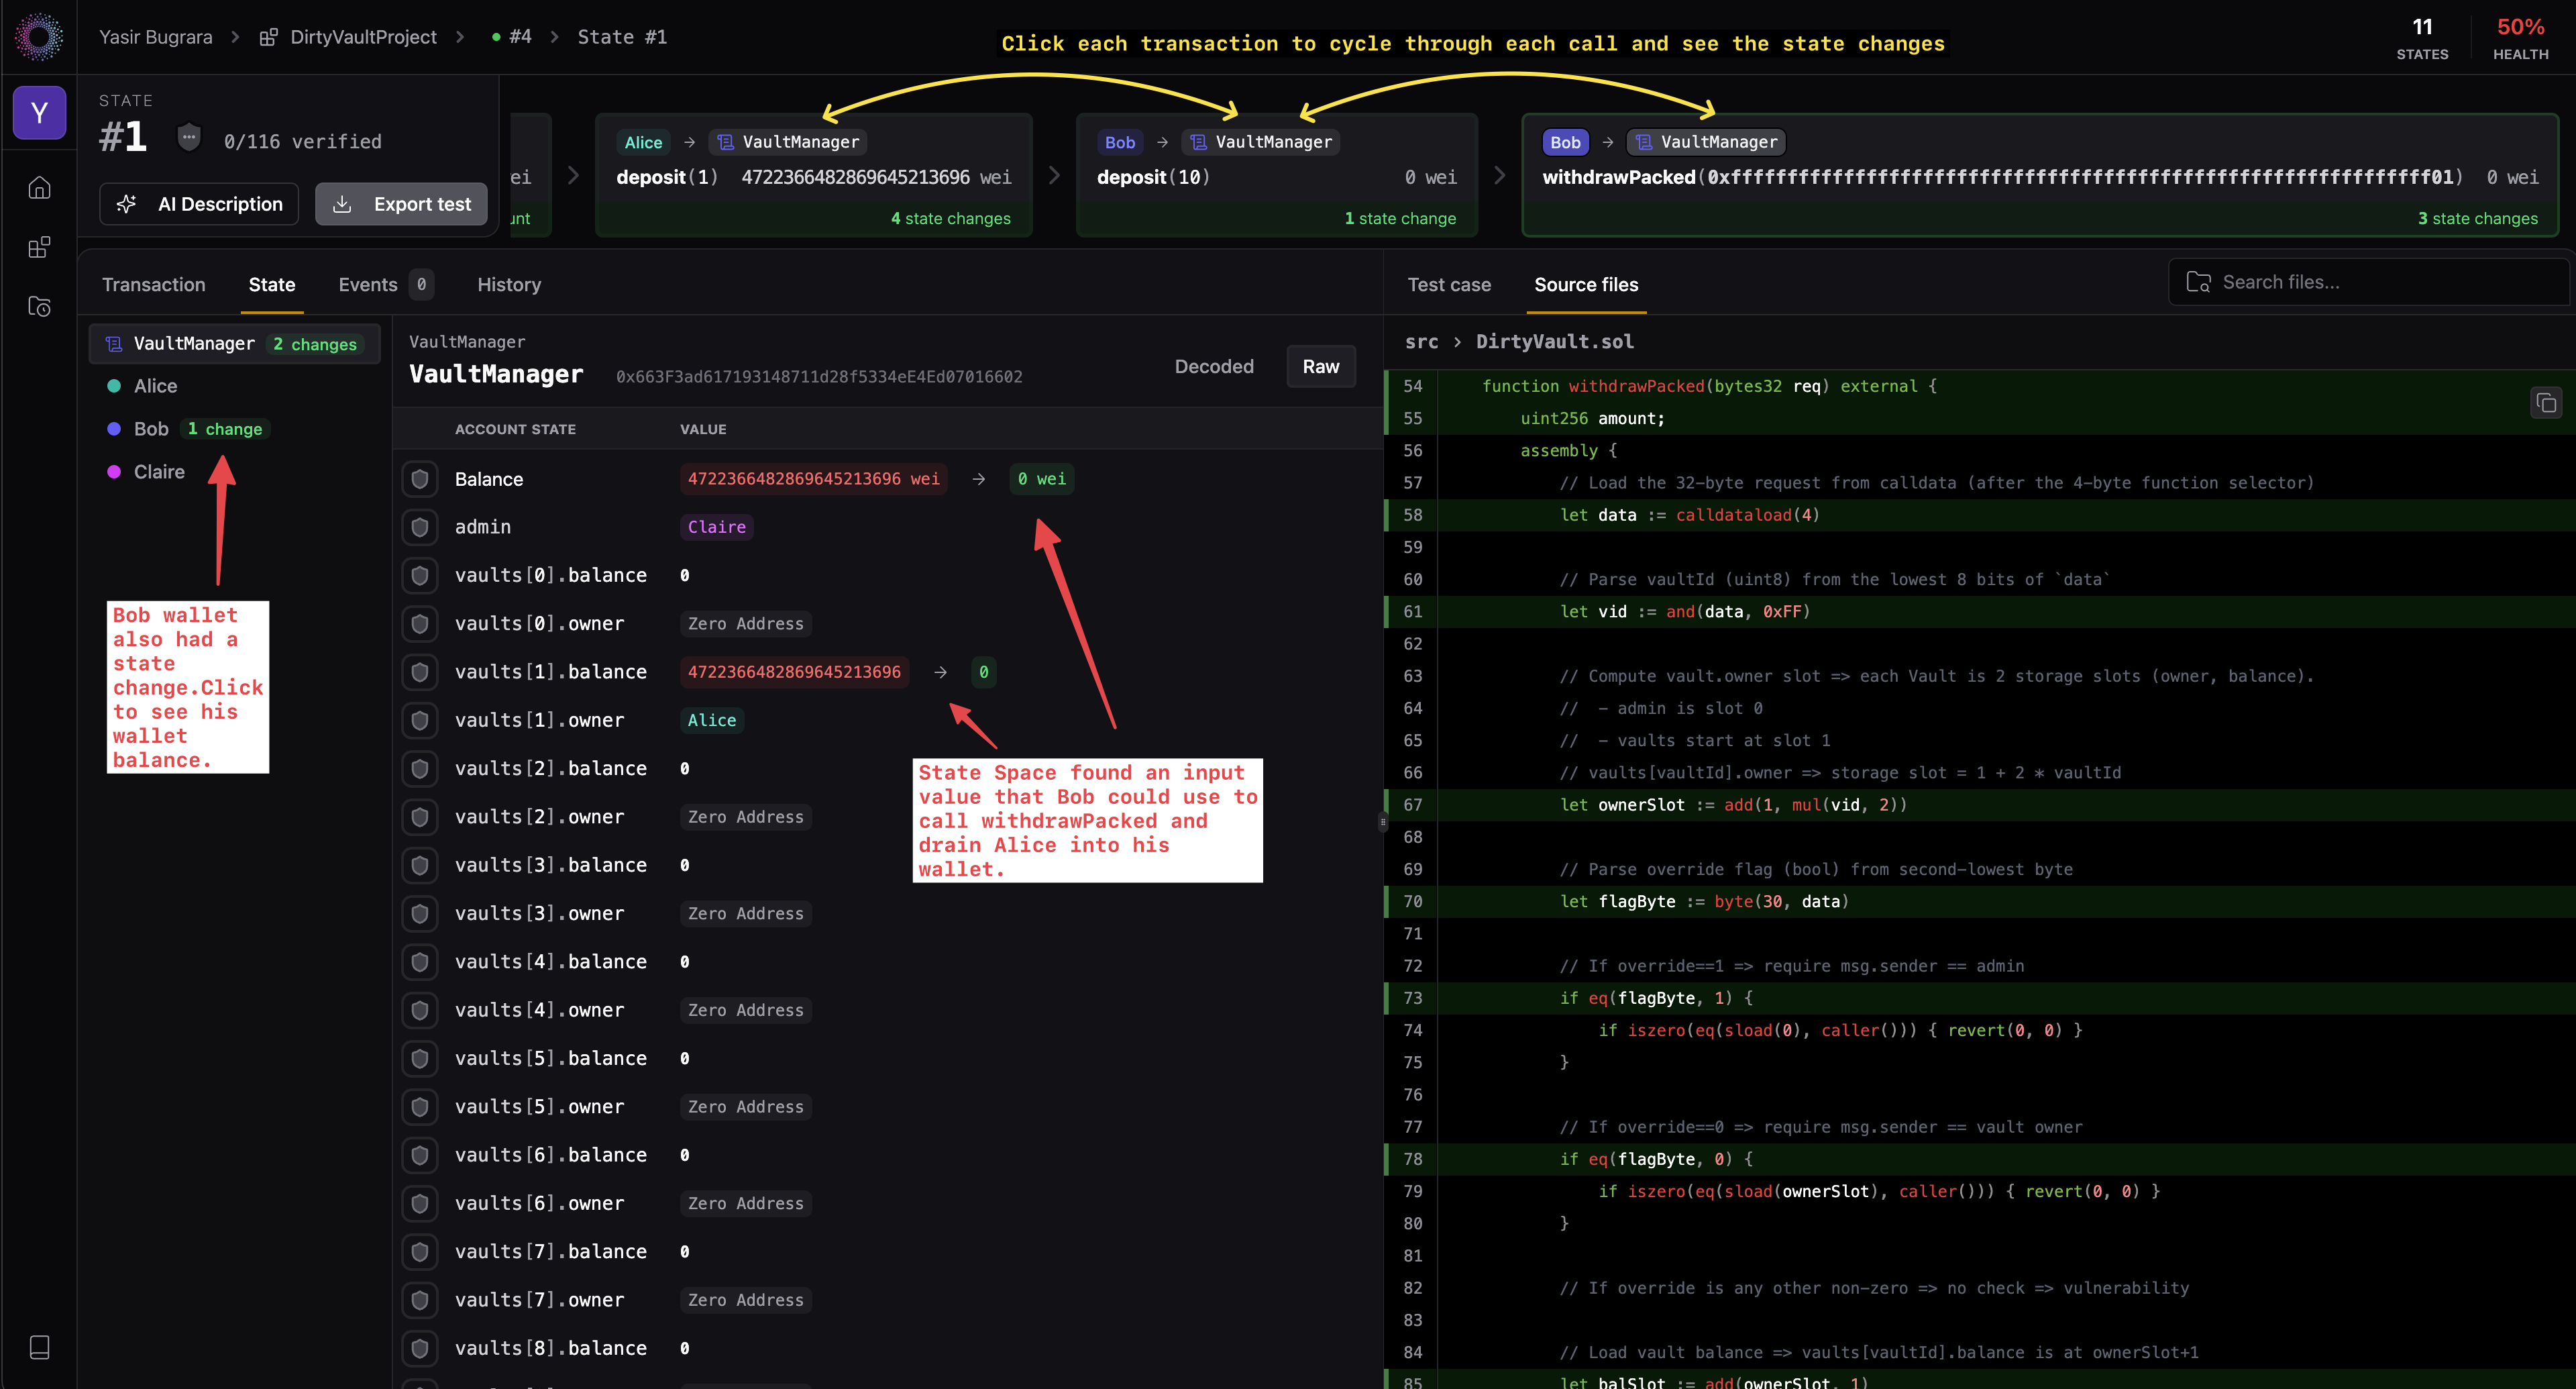 Yasir Bugrara > DirtyVaultProject > #4 > State #1
Click each transaction to cycle through each call and see the state changes
11
STATES
50%
HEALTH
Y
STATE
#1
0/116 verified
AI Description
Export test
ei
unt
Alice → VaultManager
deposit(1) 4722366482869645213696 wei
4 state changes
Bob → VaultManager
deposit(10) 0 wei
1 state change
Bob → VaultManager
withdrawPacked(0xffffffffffffffffffffffffffffffffffffffffffffffffffffffffffffff01) 0 wei
3 state changes
Transaction State Events 0 History
VaultManager 2 changes
Alice
Bob 1 change
Claire
Bob wallet
also had a
state
change.Click
to see his
wallet
balance.
VaultManager
VaultManager 0x663F3ad617193148711d28f5334eE4Ed07016602
Decoded Raw
ACCOUNT STATE VALUE
Balance 4722366482869645213696 wei → 0 wei
admin Claire
vaults[0].balance 0
vaults[0].owner Zero Address
vaults[1].balance 4722366482869645213696 → 0
vaults[1].owner Alice
vaults[2].balance 0
vaults[2].owner Zero Address
vaults[3].balance 0
vaults[3].owner Zero Address
vaults[4].balance 0
vaults[4].owner Zero Address
vaults[5].balance 0
vaults[5].owner Zero Address
vaults[6].balance 0
vaults[6].owner Zero Address
vaults[7].balance 0
vaults[7].owner Zero Address
vaults[8].balance 0
State Space found an input
value that Bob could use to
call withdrawPacked and
drain Alice into his
wallet.
Test case Source files
Search files...
src > DirtyVault.sol
54 function withdrawPacked(bytes32 req) external {
55 uint256 amount;
56 assembly {
57 // Load the 32-byte request from calldata (after the 4-byte function selector)
58 let data := calldataload(4)
59
60 // Parse vaultId (uint8) from the lowest 8 bits of `data`
61 let vid := and(data, 0xFF)
62
63 // Compute vault.owner slot => each Vault is 2 storage slots (owner, balance).
64 // - admin is slot 0
65 // - vaults start at slot 1
66 // vaults[vaultId].owner => storage slot = 1 + 2 * vaultId
67 let ownerSlot := add(1, mul(vid, 2))
68
69 // Parse override flag (bool) from second-lowest byte
70 let flagByte := byte(30, data)
71
72 // If override==1 => require msg.sender == admin
73 if eq(flagByte, 1) {
74 if iszero(eq(sload(0), caller())) { revert(0, 0) }
75 }
76
77 // If override==0 => require msg.sender == vault owner
78 if eq(flagByte, 0) {
79 if iszero(eq(sload(ownerSlot), caller())) { revert(0, 0) }
80 }
81
82 // If override is any other non-zero => no check => vulnerability
83
84 // Load vault balance => vaults[vaultId].balance is at ownerSlot+1
85 let balSlot := add(ownerSlot, 1)